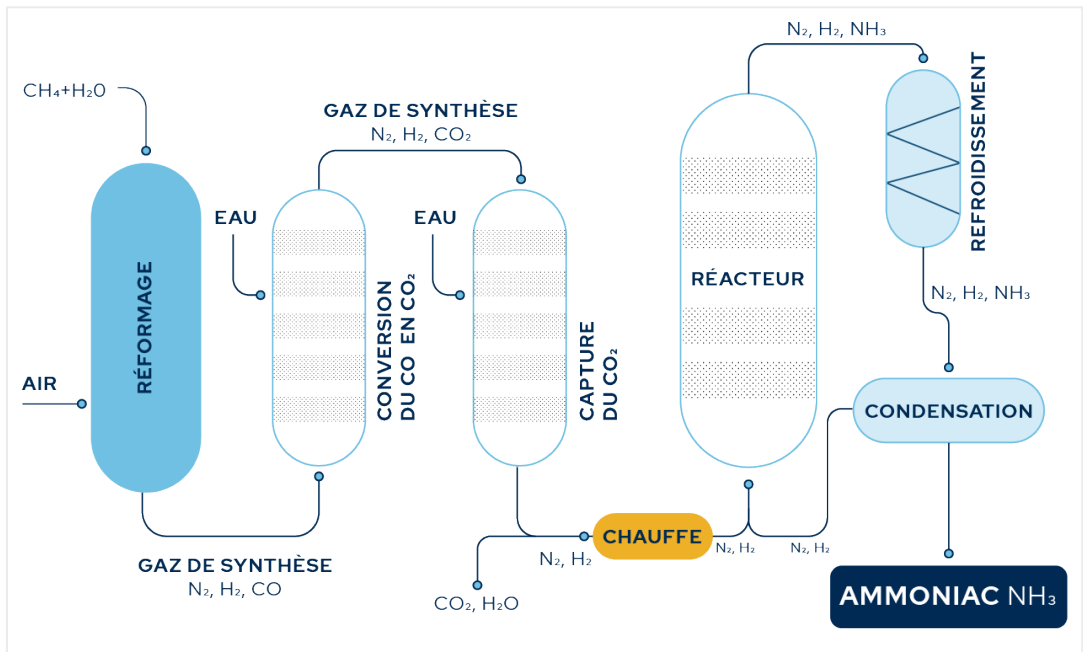 CH₄+H₂0
AIR
RÉFORMAGE
GAZ DE SYNTHÈSE
N₂, H₂, CO
EAU
CONVERSION
DU CO EN CO₂
GAZ DE SYNTHÈSE
N₂, H₂, CO₂
EAU
CAPTURE
DU CO₂
CO₂, H₂O
N₂, H₂
CHAUFFE
N₂, H₂
N₂, H₂
RÉACTEUR
N₂, H₂, NH₃
REFROIDISSEMENT
N₂, H₂, NH₃
CONDENSATION
AMMONIAC NH₃